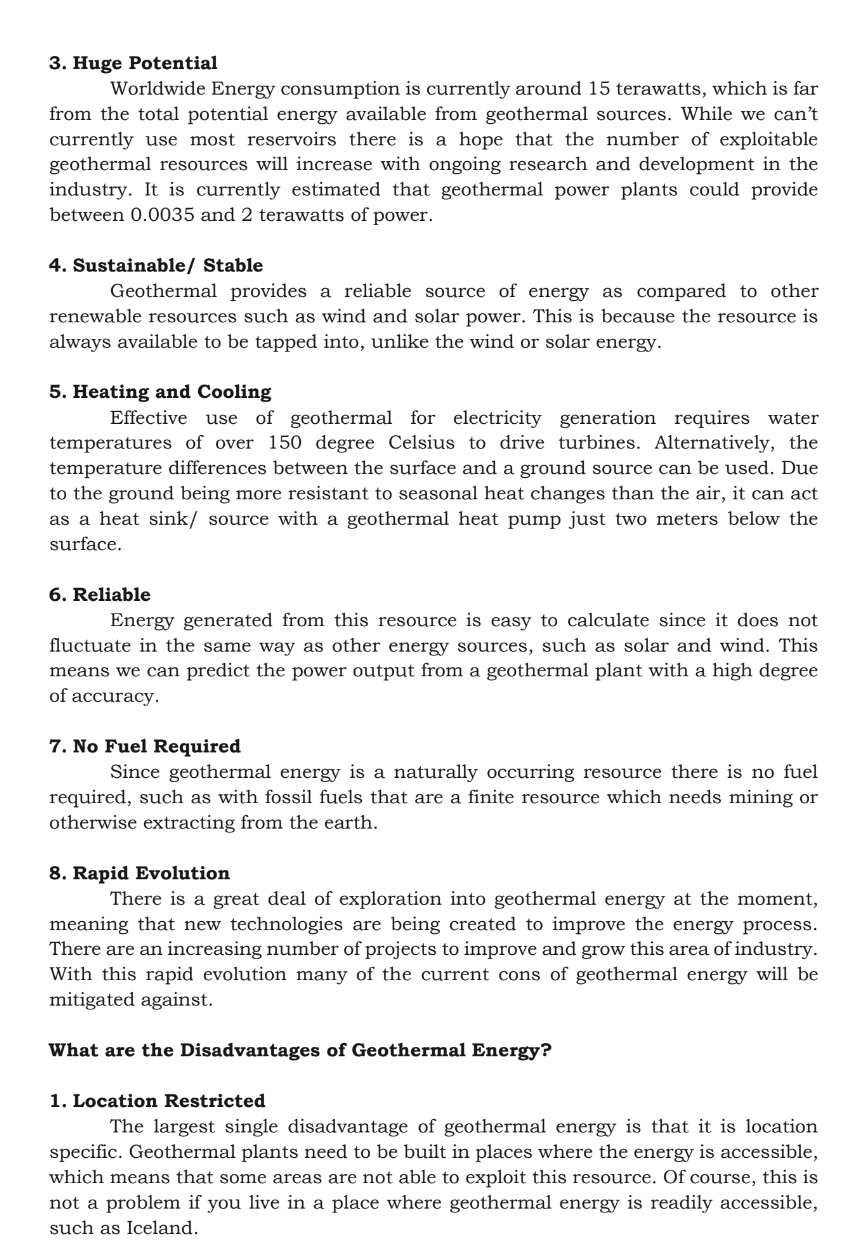 3. Huge Potential
Worldwide Energy consumption is currently around 15 terawatts, which is far
from the total potential energy available from geothermal sources. While we can’t
currently use most reservoirs there is a hope that the number of exploitable
geothermal resources will increase with ongoing research and development in the
industry. It is currently estimated that geothermal power plants could provide
between 0.0035 and 2 terawatts of power.
4. Sustainable/ Stable
Geothermal provides a reliable source of energy as compared to other
renewable resources such as wind and solar power. This is because the resource is
always available to be tapped into, unlike the wind or solar energy.
5. Heating and Cooling
Effective use of geothermal for electricity generation requires water
temperatures of over 150 degree Celsius to drive turbines. Alternatively, the
temperature differences between the surface and a ground source can be used. Due
to the ground being more resistant to seasonal heat changes than the air, it can act
as a heat sink/ source with a geothermal heat pump just two meters below the
surface.
6. Reliable
Energy generated from this resource is easy to calculate since it does not
fluctuate in the same way as other energy sources, such as solar and wind. This
means we can predict the power output from a geothermal plant with a high degree
of accuracy.
7. No Fuel Required
Since geothermal energy is a naturally occurring resource there is no fuel
required, such as with fossil fuels that are a finite resource which needs mining or
otherwise extracting from the earth.
8. Rapid Evolution
There is a great deal of exploration into geothermal energy at the moment,
meaning that new technologies are being created to improve the energy process.
There are an increasing number of projects to improve and grow this area of industry.
With this rapid evolution many of the current cons of geothermal energy will be
mitigated against.
What are the Disadvantages of Geothermal Energy?
1. Location Restricted
The largest single disadvantage of geothermal energy is that it is location
specific. Geothermal plants need to be built in places where the energy is accessible,
which means that some areas are not able to exploit this resource. Of course, this is
not a problem if you live in a place where geothermal energy is readily accessible,
such as Iceland.